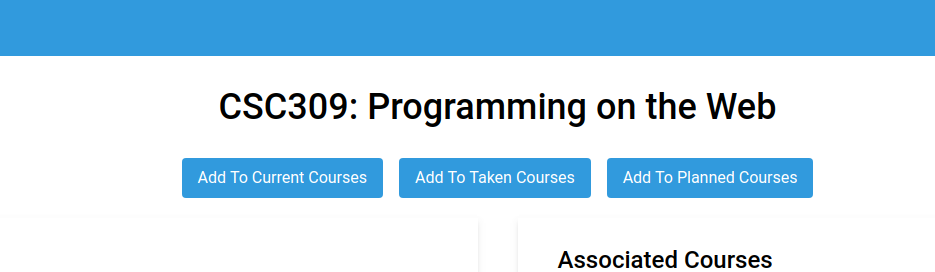 CSC309: Programming on the Web
Add To Current Courses Add To Taken Courses Add To Planned Courses
Associated Courses